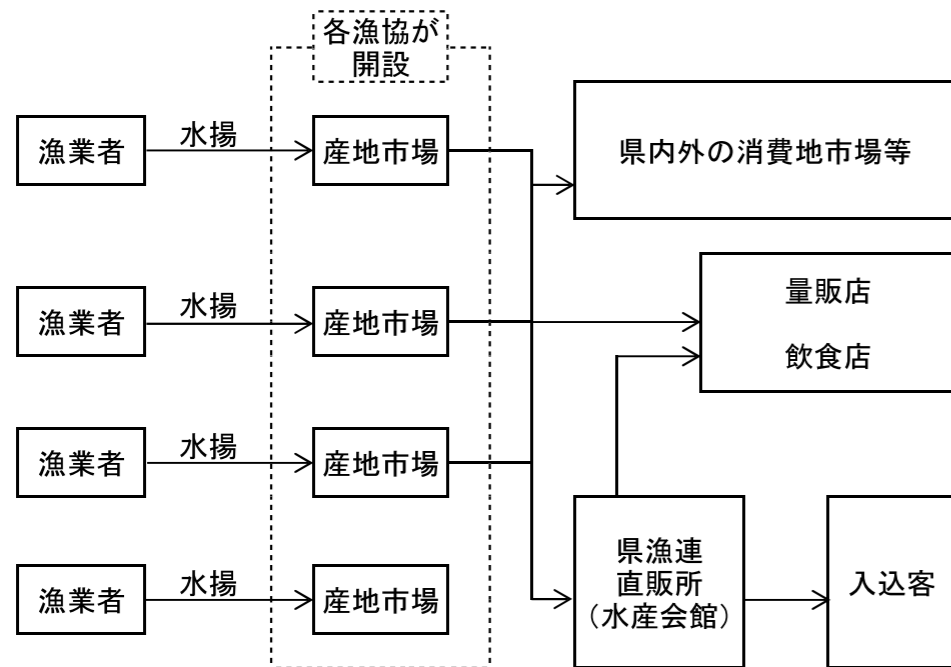 各漁協が
開設
漁業者
水揚
産地市場
県内外の消費地市場等
漁業者
水揚
産地市場
量販店
飲食店
漁業者
水揚
産地市場
漁業者
水揚
産地市場
県漁連
直販所
（水産会館）
入込客